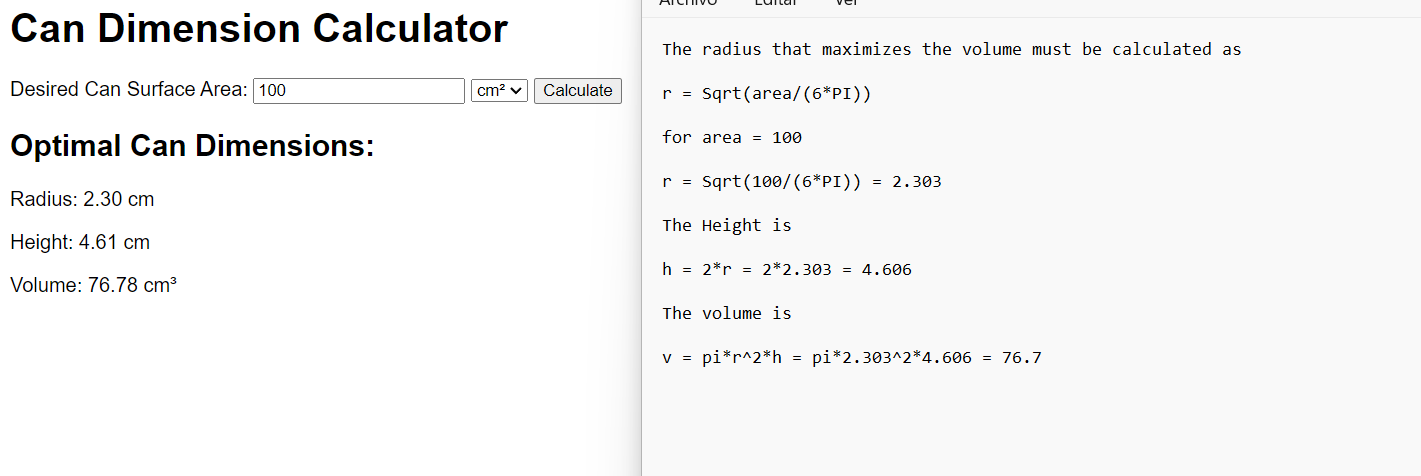 Can Dimension Calculator
Desired Can Surface Area: 100 cm² Calculate
Optimal Can Dimensions:
Radius: 2.30 cm
Height: 4.61 cm
Volume: 76.78 cm³
Archivo Editar Ver
The radius that maximizes the volume must be calculated as
r = Sqrt(area/(6*PI))
for area = 100
r = Sqrt(100/(6*PI)) = 2.303
The Height is
h = 2*r = 2*2.303 = 4.606
The volume is
v = pi*r^2*h = pi*2.303^2*4.606 = 76.7